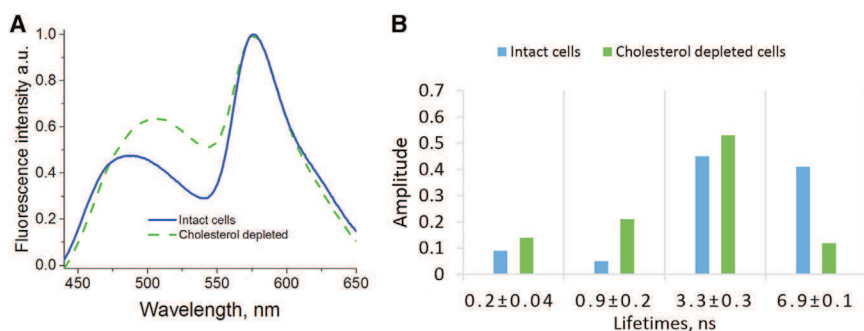 A
Fluorescence intensity a.u.
1.0
0.8
0.6
0.4
0.2
0.0
Intact cells
Cholesterol depleted
450 500 550 600 650
Wavelength, nm
B
Intact cells Cholesterol depleted cells
Amplitude
0.7
0.6
0.5
0.4
0.3
0.2
0.1
0
0.2±0.04 0.9±0.2 3.3±0.3 6.9±0.1
Lifetimes, ns